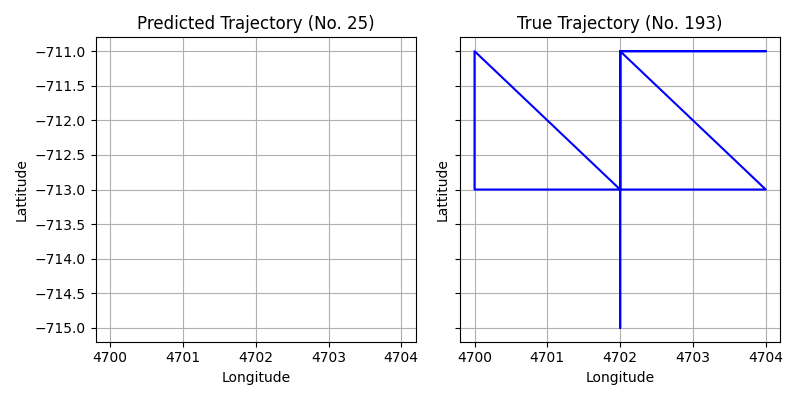 Predicted Trajectory (No. 25)
True Trajectory (No. 193)
Lattitude
−711.0
−711.5
−712.0
−712.5
−713.0
−713.5
−714.0
−714.5
−715.0
4700 4701 4702 4703 4704
Longitude
Lattitude
4700 4701 4702 4703 4704
Longitude